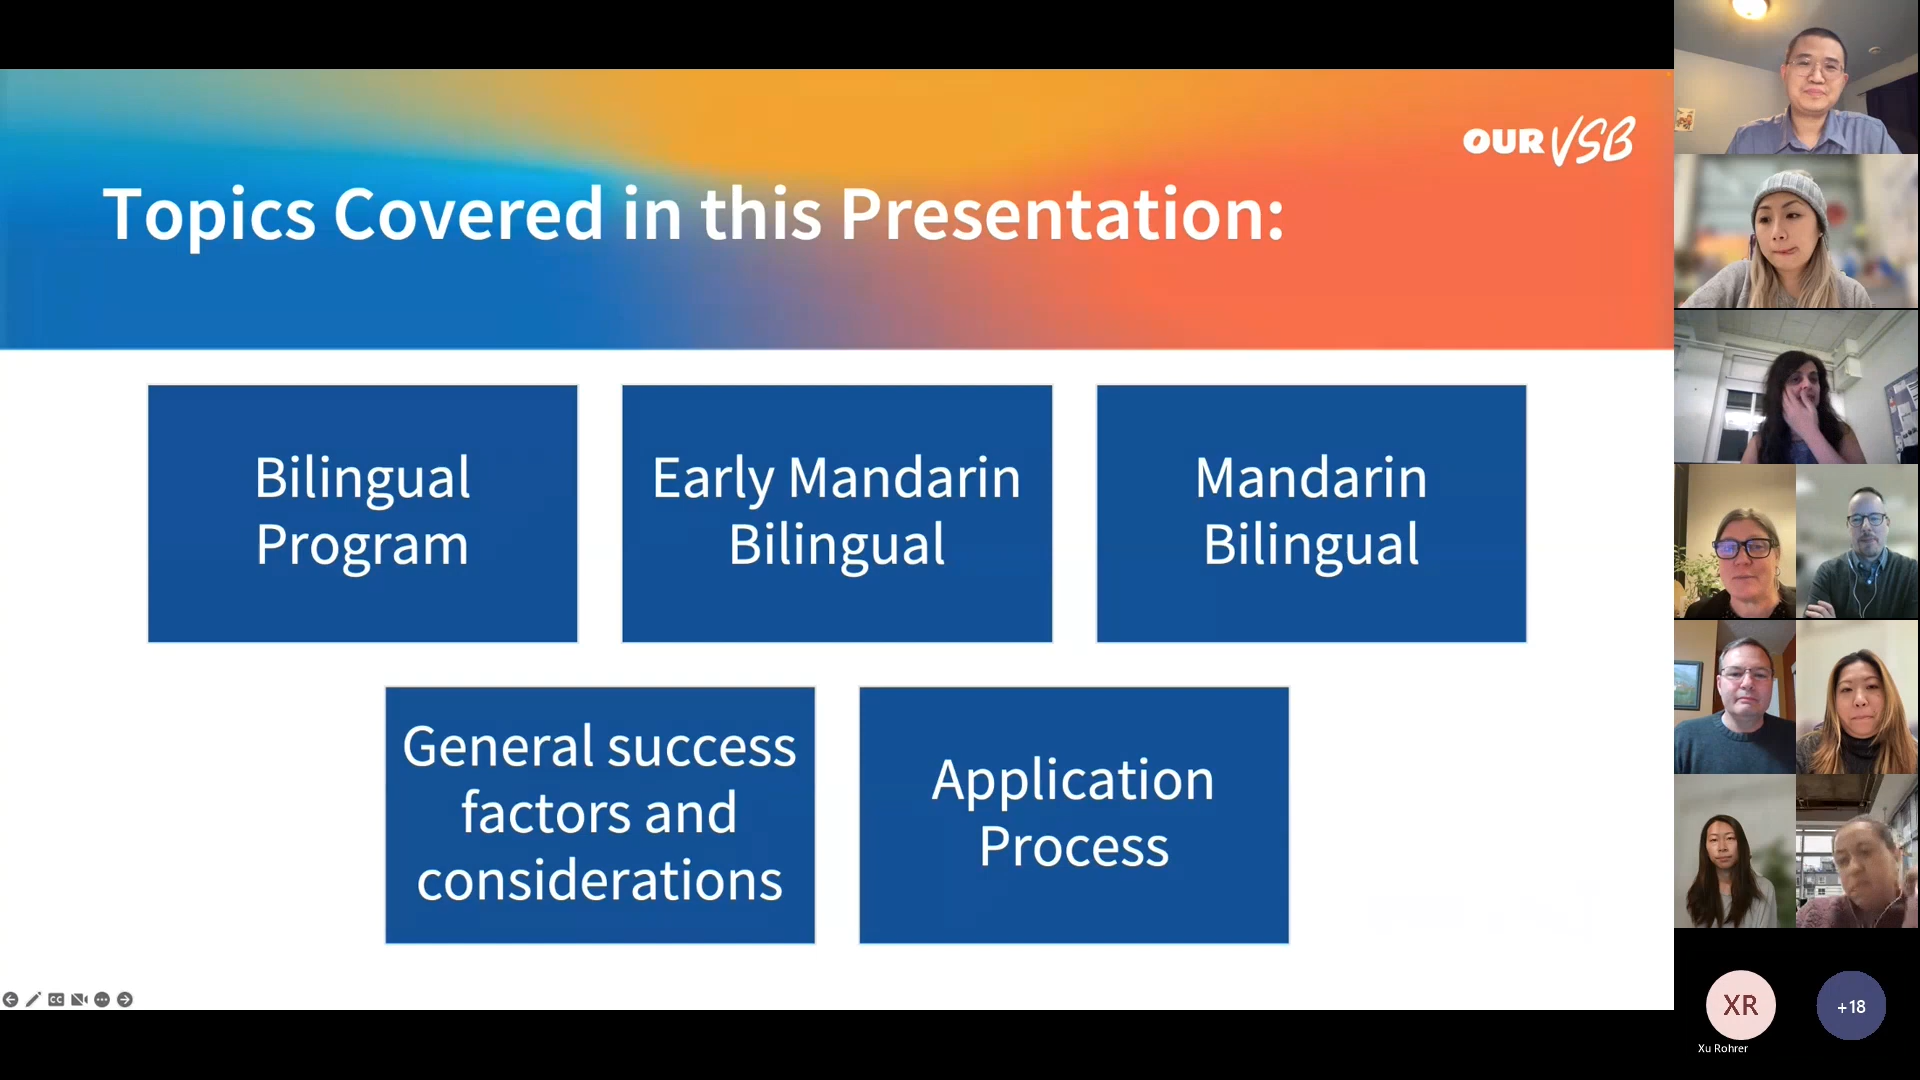 OUR VSB
Topics Covered in this Presentation:
Bilingual
Program
Early Mandarin
Bilingual
Mandarin
Bilingual
General success
factors and
considerations
Application
Process
CC
XR
+18
Xu Rohrer